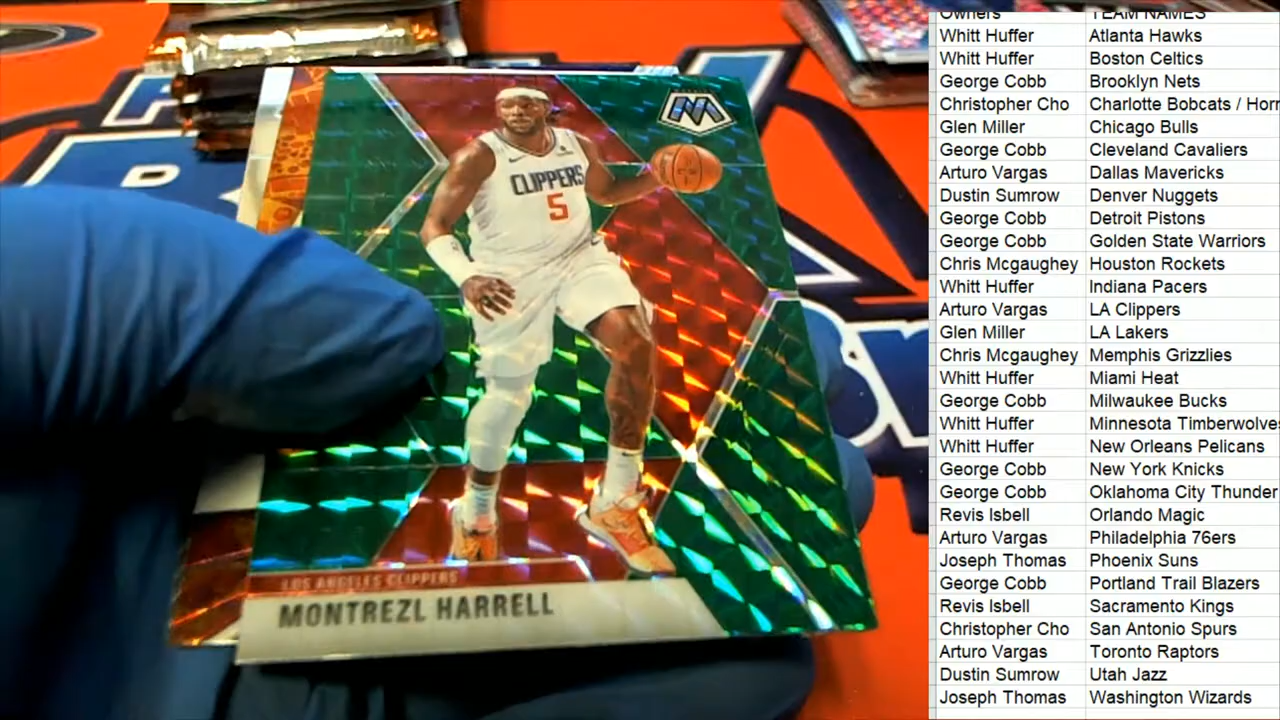 CLIPPERS
5
LOS ANGELES CLIPPERS
MONTREZL HARRELL
Owners TEAM NAMES
Whitt Huffer Atlanta Hawks
Whitt Huffer Boston Celtics
George Cobb Brooklyn Nets
Christopher Cho Charlotte Bobcats / Horr
Glen Miller Chicago Bulls
George Cobb Cleveland Cavaliers
Arturo Vargas Dallas Mavericks
Dustin Sumrow Denver Nuggets
George Cobb Detroit Pistons
George Cobb Golden State Warriors
Chris Mcgaughey Houston Rockets
Whitt Huffer Indiana Pacers
Arturo Vargas LA Clippers
Glen Miller LA Lakers
Chris Mcgaughey Memphis Grizzlies
Whitt Huffer Miami Heat
George Cobb Milwaukee Bucks
Whitt Huffer Minnesota Timberwolves
Whitt Huffer New Orleans Pelicans
George Cobb New York Knicks
George Cobb Oklahoma City Thunder
Revis Isbell Orlando Magic
Arturo Vargas Philadelphia 76ers
Joseph Thomas Phoenix Suns
George Cobb Portland Trail Blazers
Revis Isbell Sacramento Kings
Christopher Cho San Antonio Spurs
Arturo Vargas Toronto Raptors
Dustin Sumrow Utah Jazz
Joseph Thomas Washington Wizards